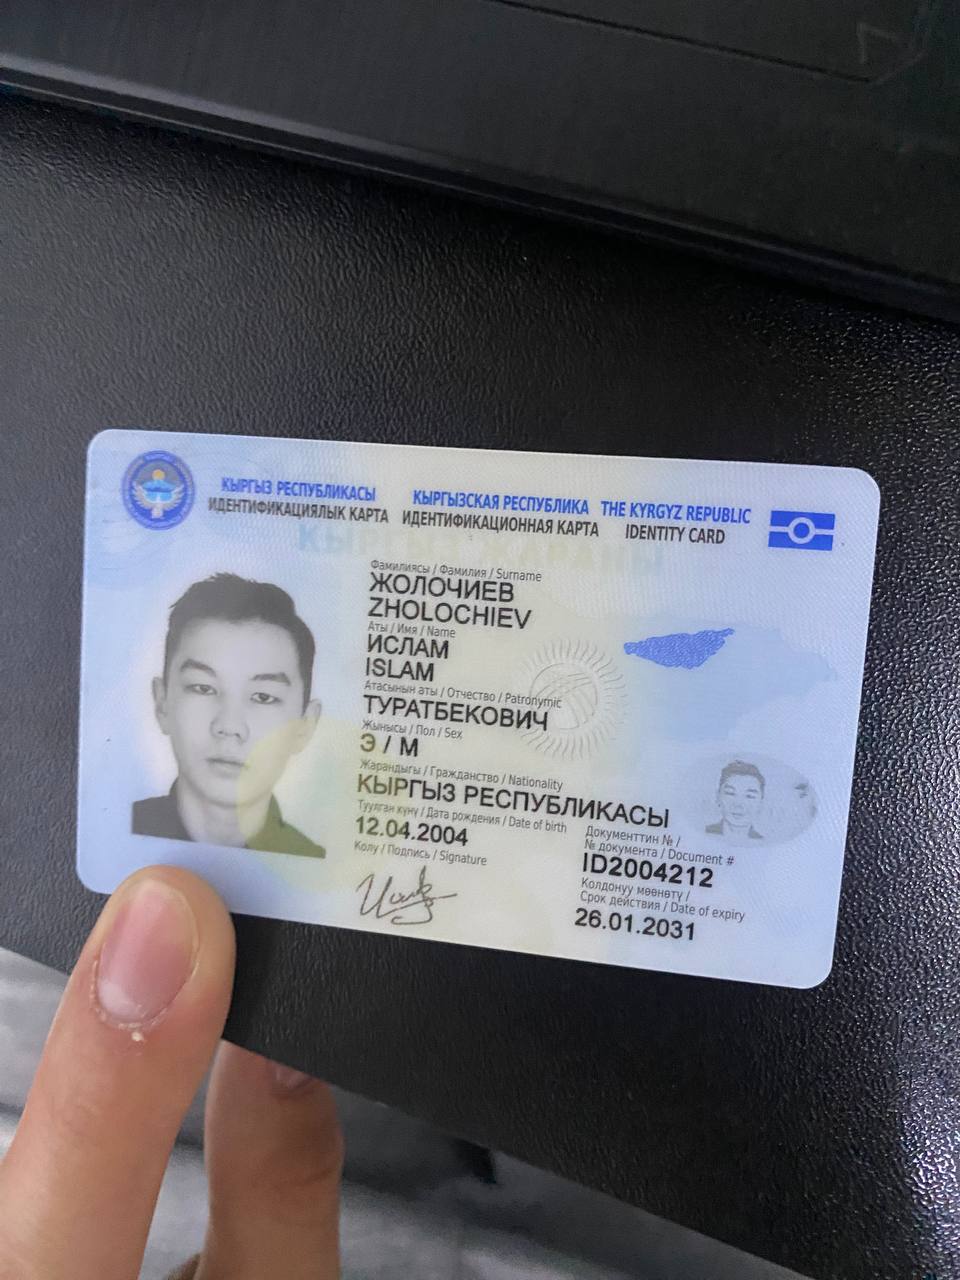 КЫРГЫЗ РЕСПУБЛИКАСЫ
ИДЕНТИФИКАЦИЯЛЫК КАРТА
КЫРГЫЗСКАЯ РЕСПУБЛИКА
ИДЕНТИФИКАЦИОННАЯ КАРТА
THE KYRGYZ REPUBLIC
IDENTITY CARD
КЫРГЫЗ ЖАРАНЫ
Фамилиясы / Фамилия / Surname
ЖОЛОЧИЕВ
ZHOLOCHIEV
Аты / Имя / Name
ИСЛАМ
ISLAM
Атасынын аты / Отчество / Patronymic
ТУРАТБЕКОВИЧ
Жынысы / Пол / Sex
Э / М
Жарандыгы / Гражданство / Nationality
КЫРГЫЗ РЕСПУБЛИКАСЫ
Туулган күнү / Дата рождения / Date of birth
12.04.2004
Колу / Подпись / Signature
Документтин № /
№ документа / Document #
ID2004212
Колдонуу мөөнөтү /
Срок действия / Date of expiry
26.01.2031